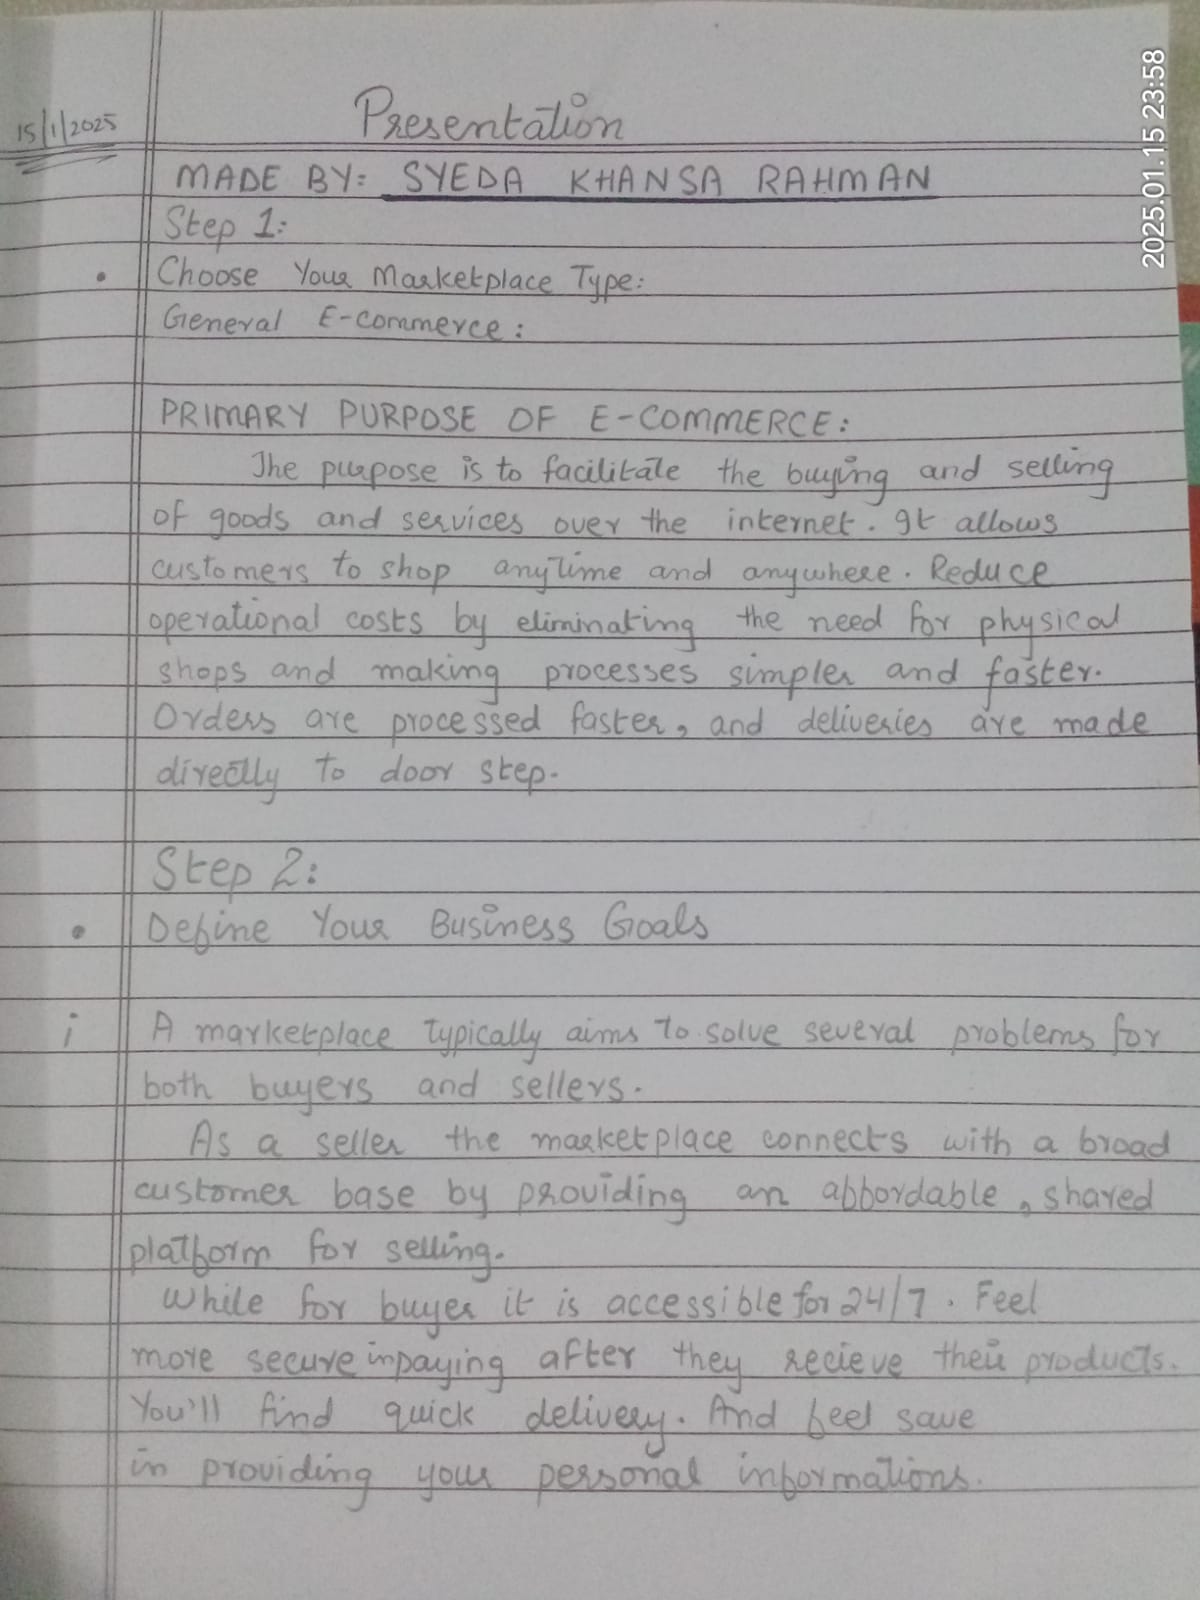 15/1/2025
Presentation
MADE BY: SYEDA KHANSA RAHMAN
Step 1:
• Choose Your Marketplace Type:
General E-commerce:
PRIMARY PURPOSE OF E-COMMERCE:
The purpose is to facilitate the buying and selling
of goods and services over the internet. It allows
customers to shop anytime and anywhere. Reduce
operational costs by eliminating the need for physical
shops and making processes simpler and faster.
Orders are processed faster, and deliveries are made
directly to door step.
Step 2:
• Define Your Business Goals
i A marketplace typically aims to solve several problems for
both buyers and sellers.
As a seller the marketplace connects with a broad
customer base by providing an affordable, shared
platform for selling.
While for buyer it is accessible for 24/7. Feel
more secure in paying after they recieve their products.
You'll find quick delivery. And feel save
in providing your personal informations.
2025.01.15 23:58